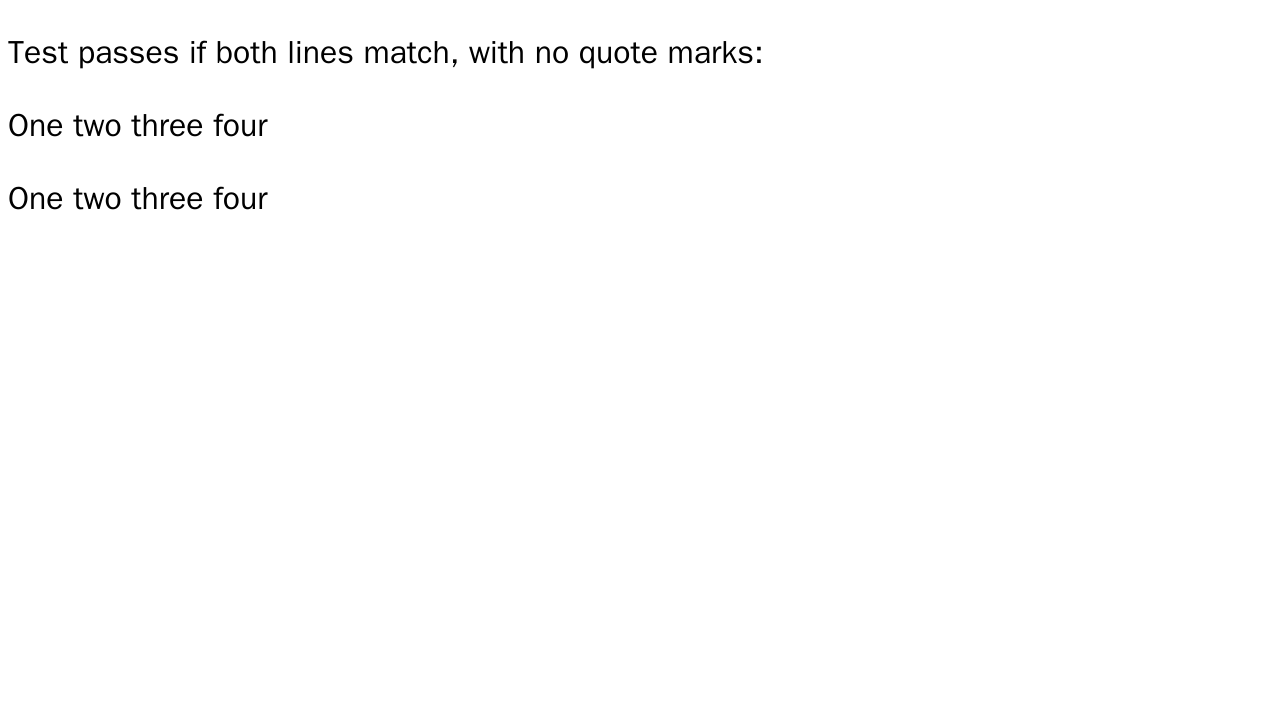 Test passes if both lines match, with no quote marks:
One two three four
One two three four